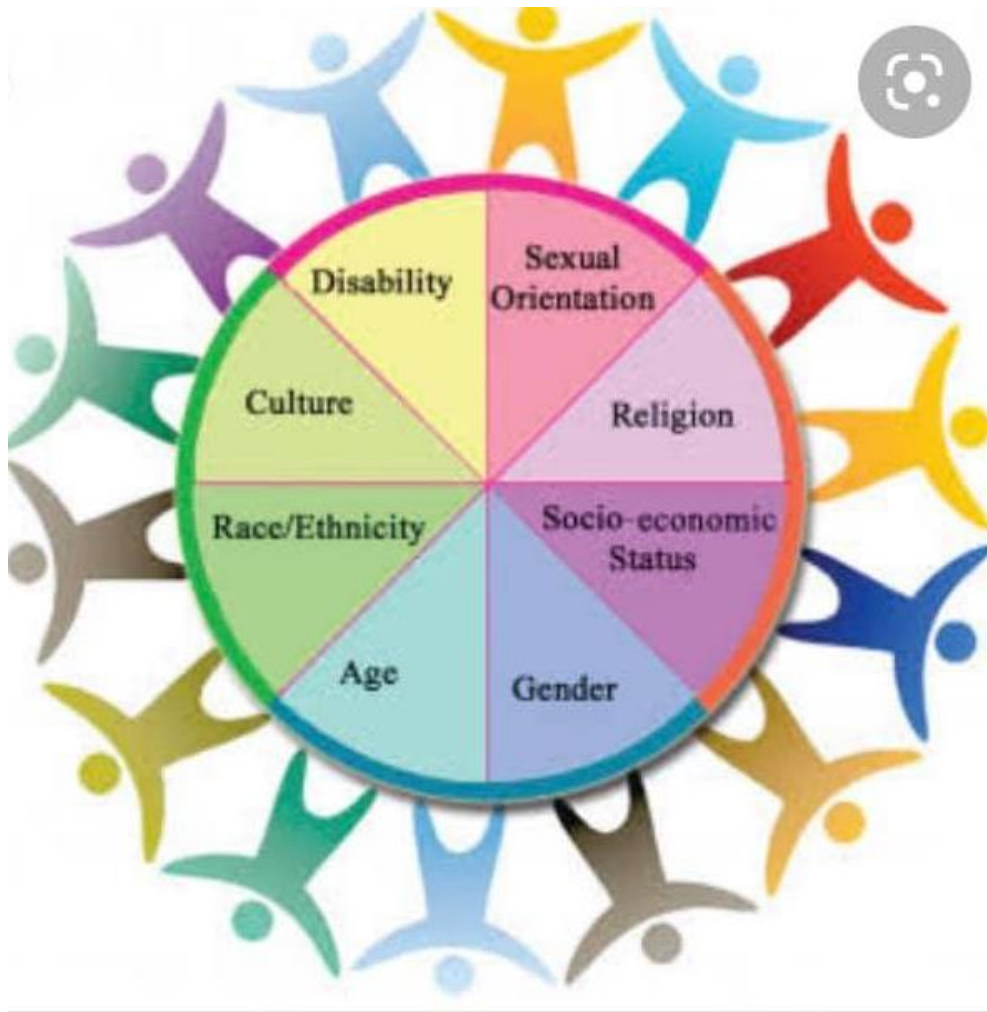 Disability
Sexual
Orientation
Culture
Religion
Race/Ethnicity
Socio-economic
Status
Age
Gender